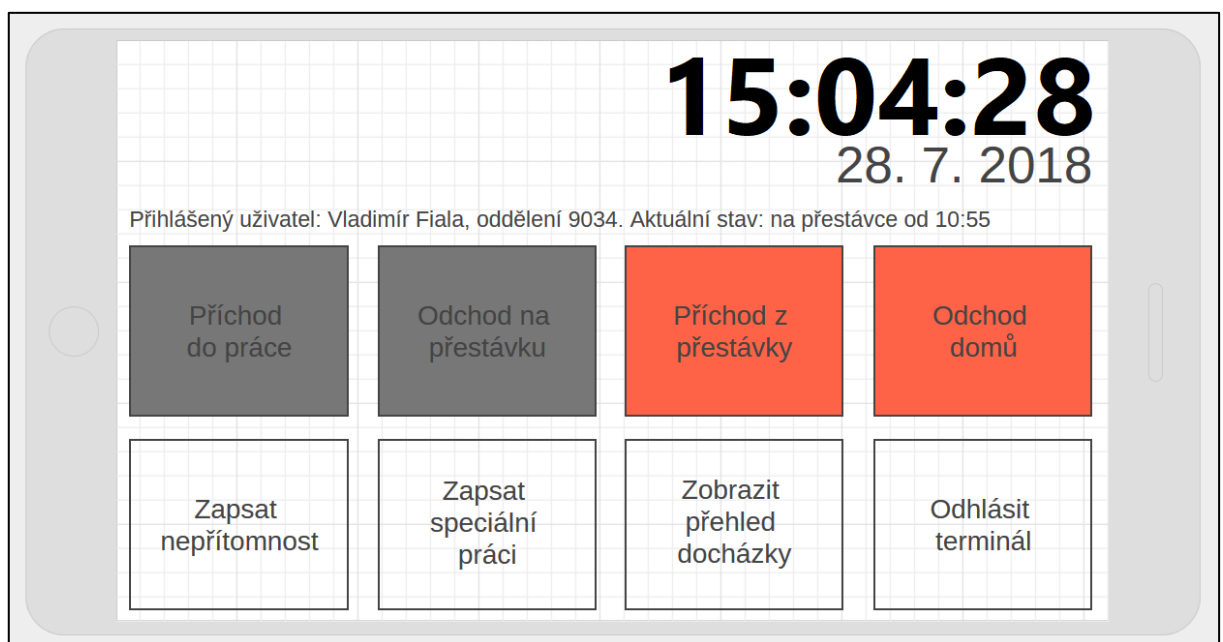 15:04:28
28. 7. 2018
Přihlášený uživatel: Vladimír Fiala, oddělení 9034. Aktuální stav: na přestávce od 10:55
Příchod
do práce
Odchod na
přestávku
Příchod z
přestávky
Odchod
domů
Zapsat
nepřítomnost
Zapsat
speciální
práci
Zobrazit
přehled
docházky
Odhlásit
terminál